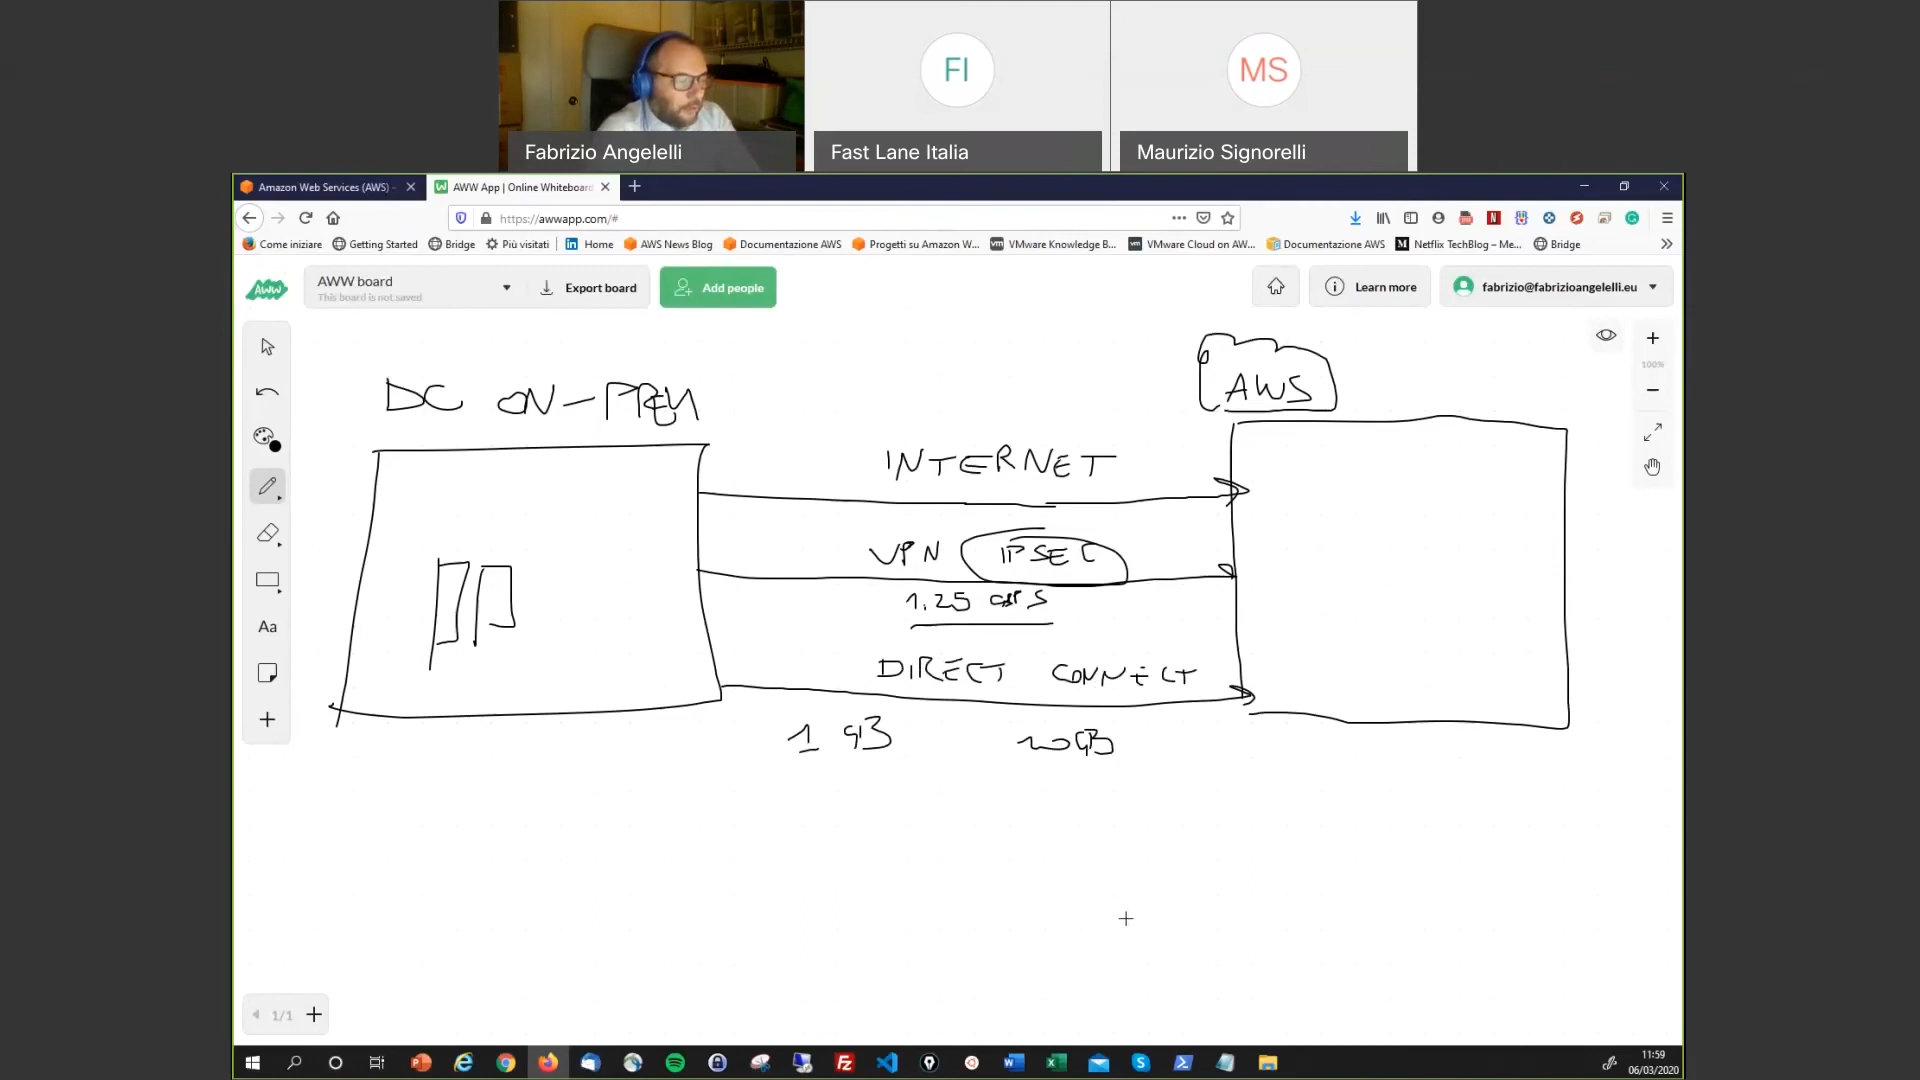 FI
MS
Fabrizio Angelelli
Fast Lane Italia
Maurizio Signorelli
Amazon Web Services (AWS) -
AWW App | Online Whiteboard
https://awwapp.com/#
Come iniziare
Getting Started
Bridge
Più visitati
Home
AWS News Blog
Documentazione AWS
Progetti su Amazon W...
VMware Knowledge B...
VMware Cloud on AW...
Documentazione AWS
Netflix TechBlog – Me...
Bridge
AWW
AWW board
This board is not saved
Export board
Add people
Learn more
fabrizio@fabrizioangelelli.eu
100%
Aa
DC ON-PREM
AWS
INTERNET
VPN IPSEC
1.25 GBPS
DIRECT CONNECT
1 GB
10GB
1/1
11:59
06/03/2020